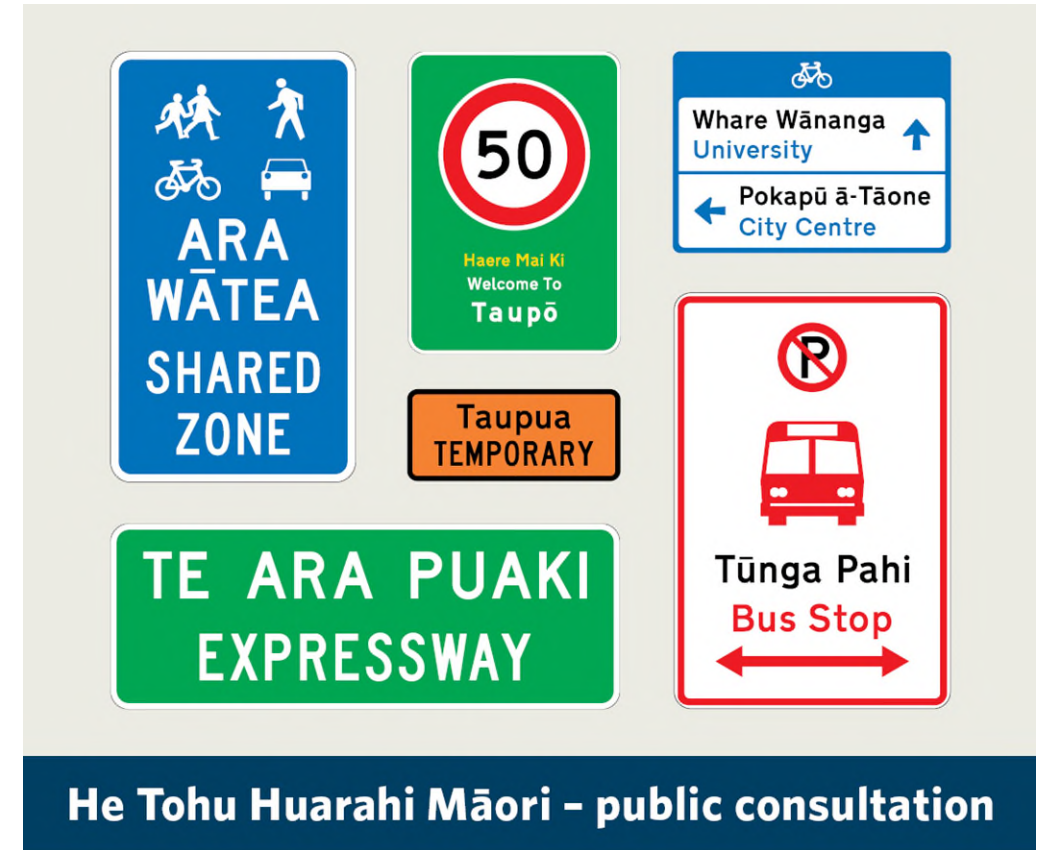 ARA
WĀTEA
SHARED
ZONE
50
Haere Mai Ki
Welcome To
Taupō
Whare Wānanga
University
Pokapū ā-Tāone
City Centre
Taupua
TEMPORARY
P
Tūnga Pahi
Bus Stop
TE ARA PUAKI
EXPRESSWAY
He Tohu Huarahi Māori – public consultation